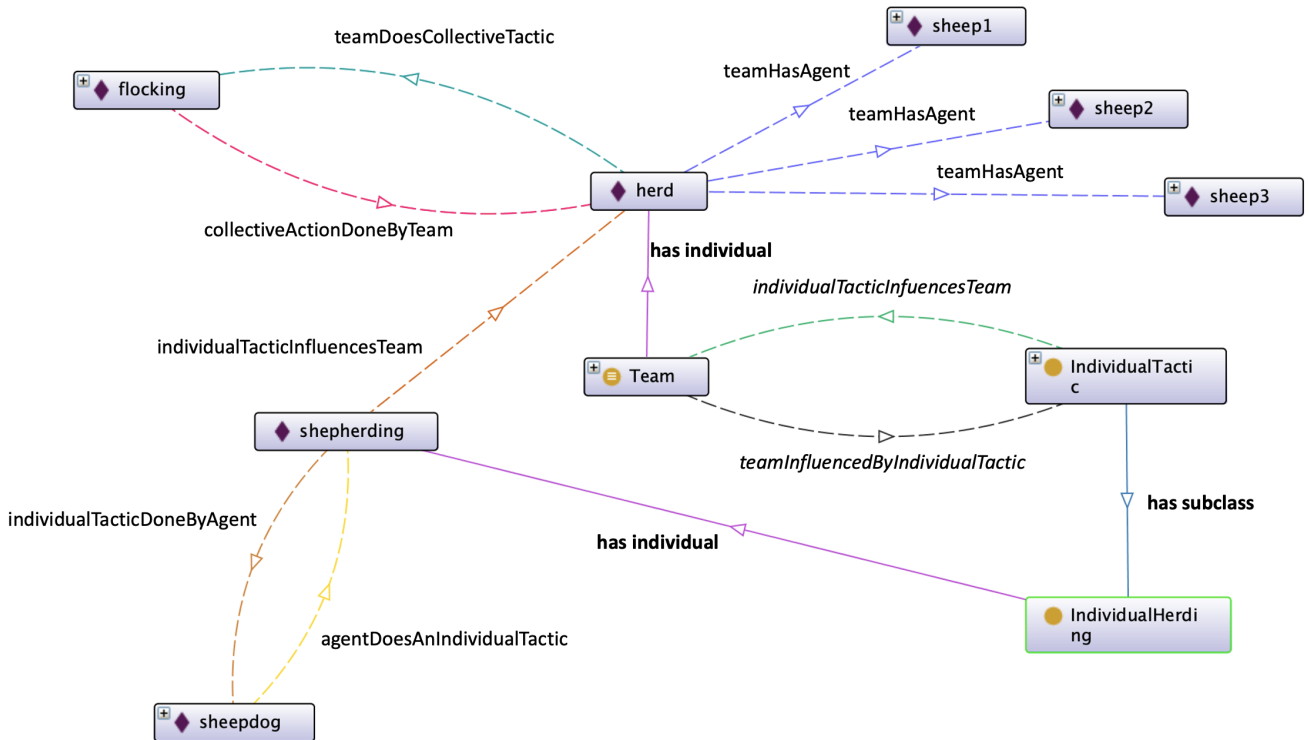 teamDoesCollectiveTactic
sheep1
teamHasAgent
flocking
sheep2
teamHasAgent
teamHasAgent
herd
sheep3
collectiveActionDoneByTeam
has individual
individualTacticInfuencesTeam
individualTacticInfluencesTeam
Team
IndividualTacti
c
shepherding
teamInfluencedByIndividualTactic
has subclass
individualTacticDoneByAgent
has individual
IndividualHerdi
ng
agentDoesAnIndividualTactic
sheepdog